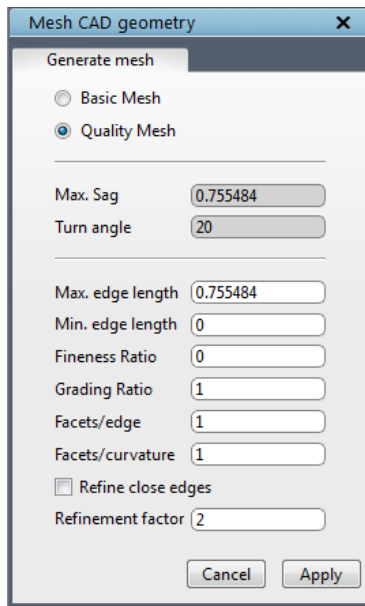 Mesh CAD geometry
Generate mesh
Basic Mesh
Quality Mesh
Max. Sag 0.755484
Turn angle 20
Max. edge length 0.755484
Min. edge length 0
Fineness Ratio 0
Grading Ratio 1
Facets/edge 1
Facets/curvature 1
Refine close edges
Refinement factor 2
Cancel Apply